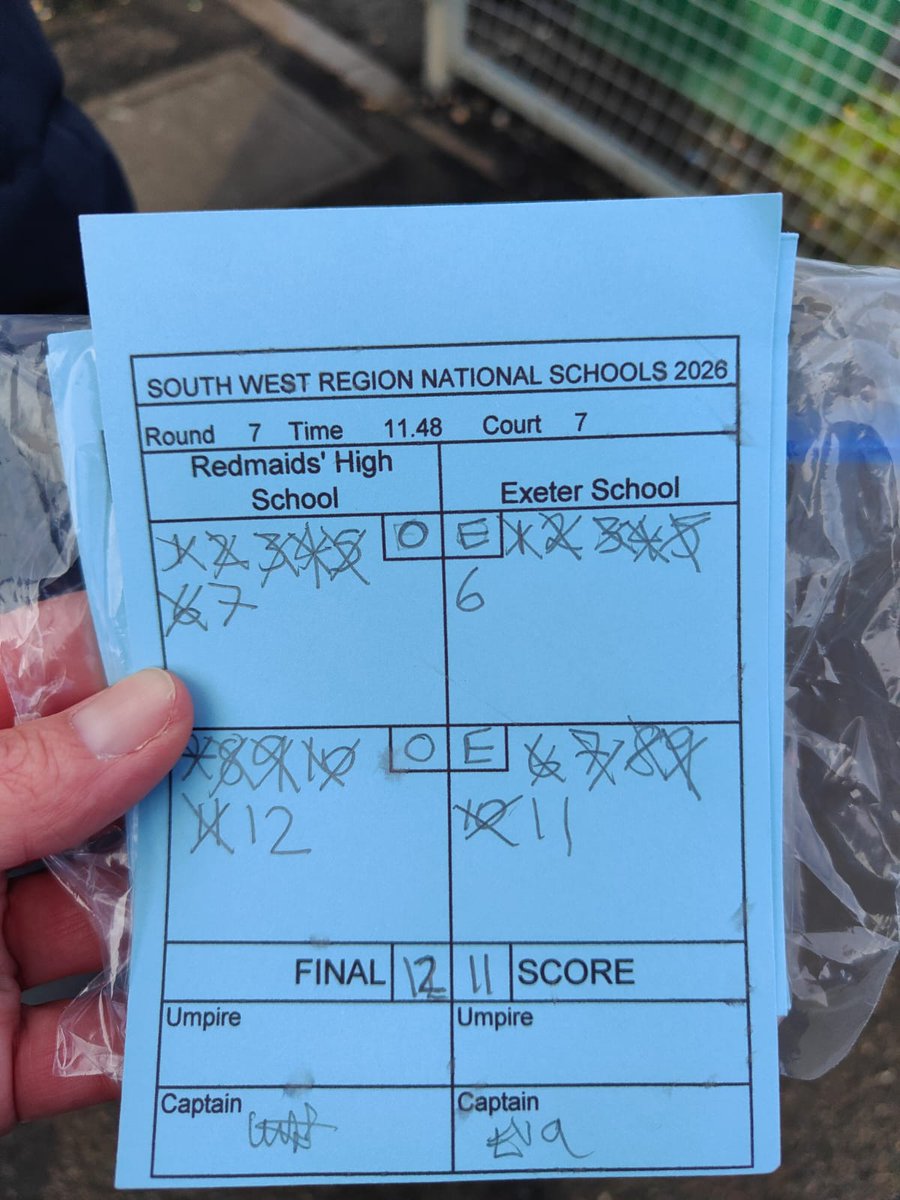 SOUTH WEST REGION NATIONAL SCHOOLS 2026
Round 7 Time 11.48 Court 7
Redmaids' High School
Exeter School
1 2 3 4 5 O E 1 2 3 4 5
6 7 6
7 8 9 10 O E 6 7 8 9
11 12 10 11
FINAL 12 11 SCORE
Umpire Umpire
Captain Captain